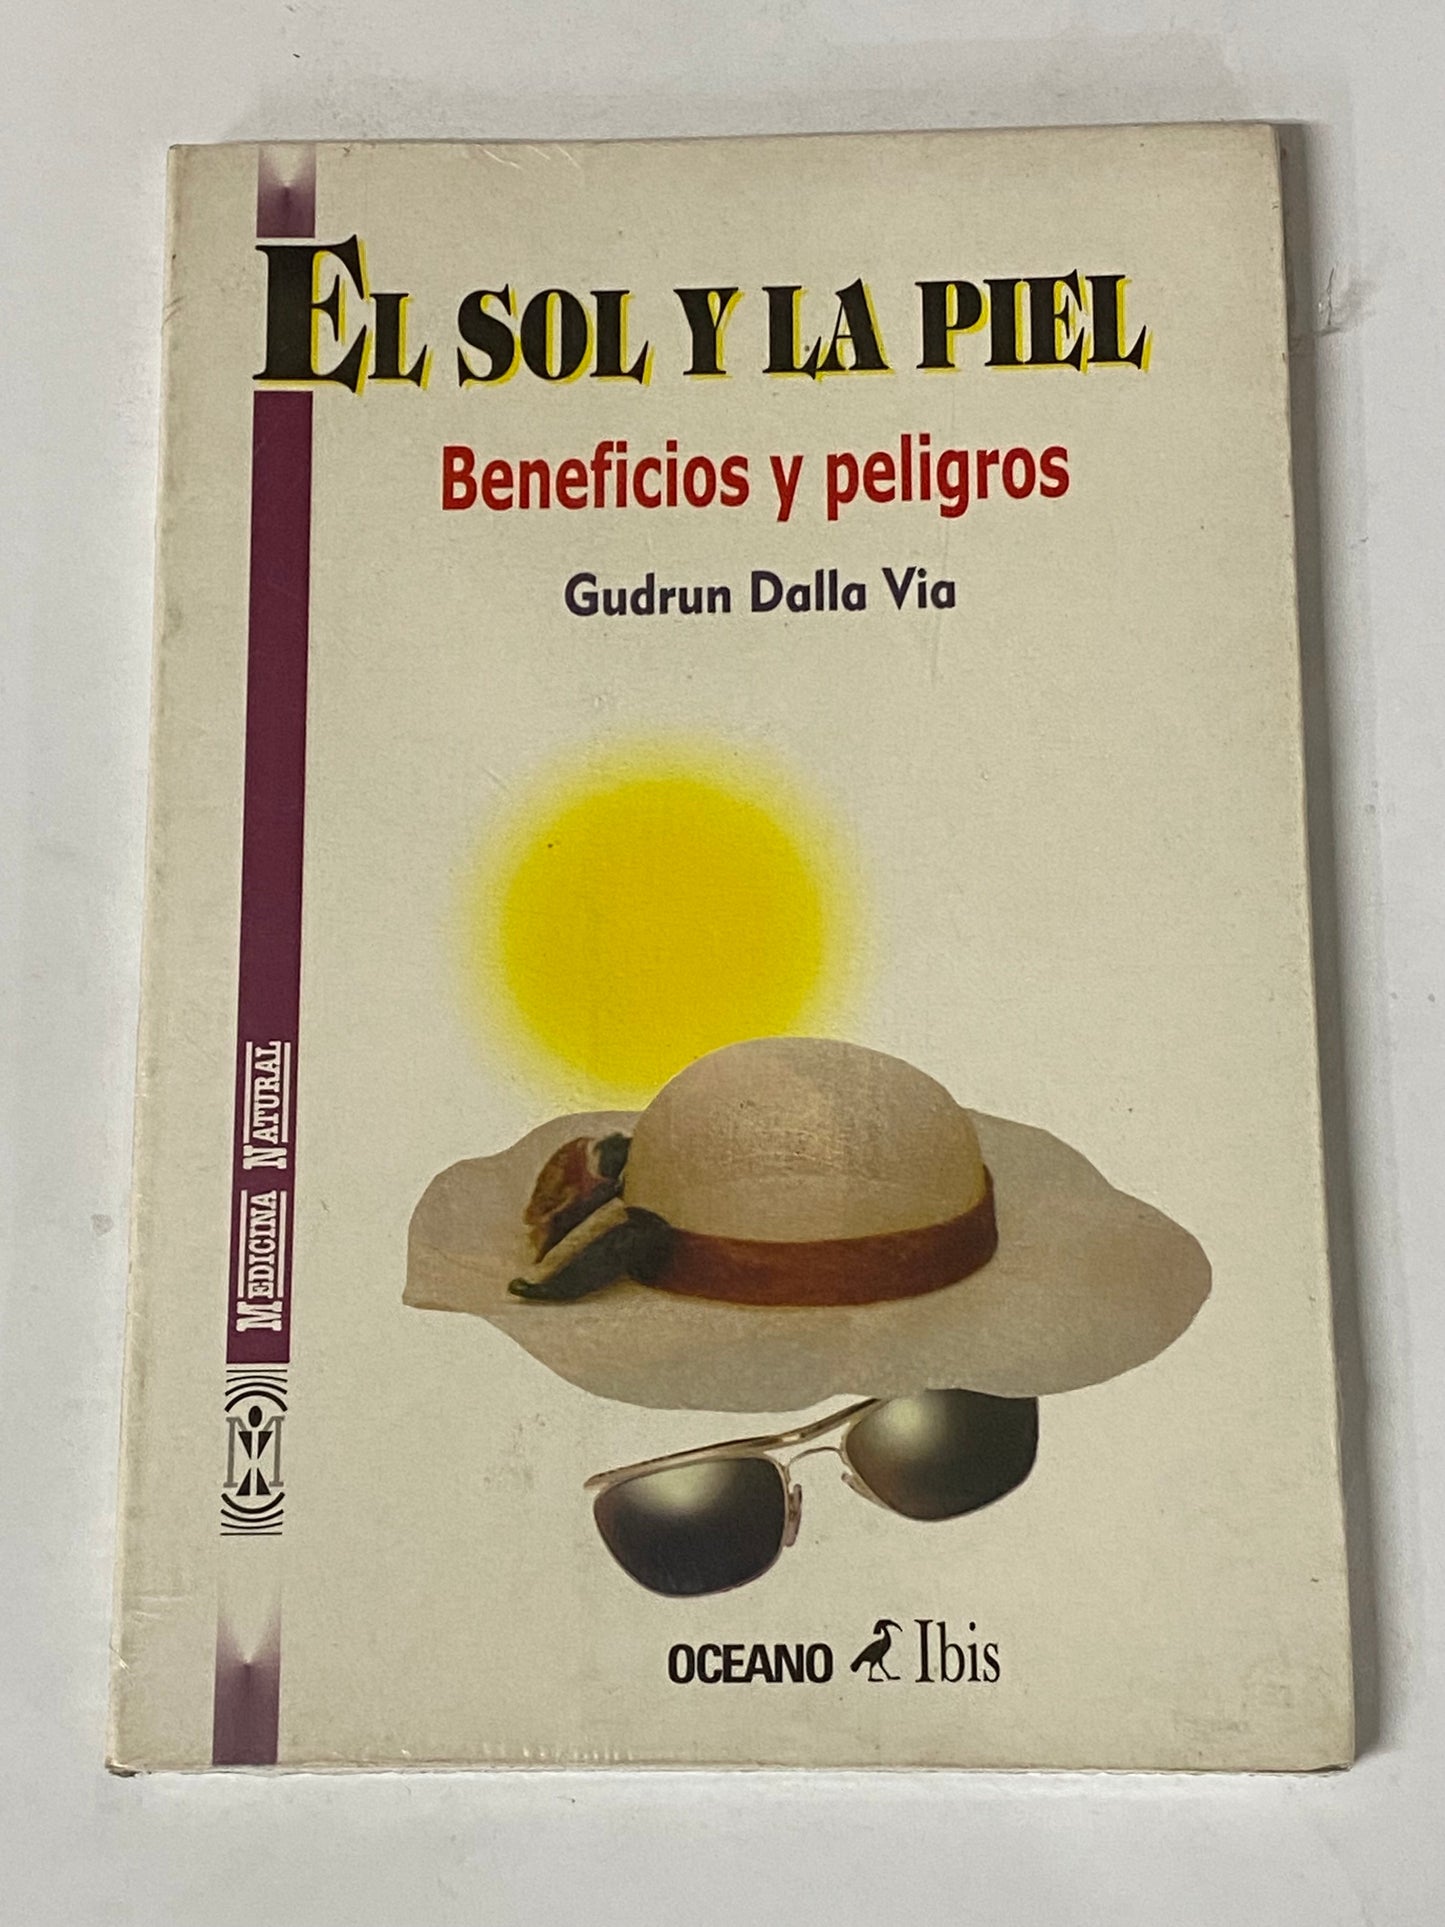 EL SOL Y LA PIEL
Beneficios y peligros
Gudrun Dalla Via
MEDICINA NATURAL
M
OCEANO Ibis